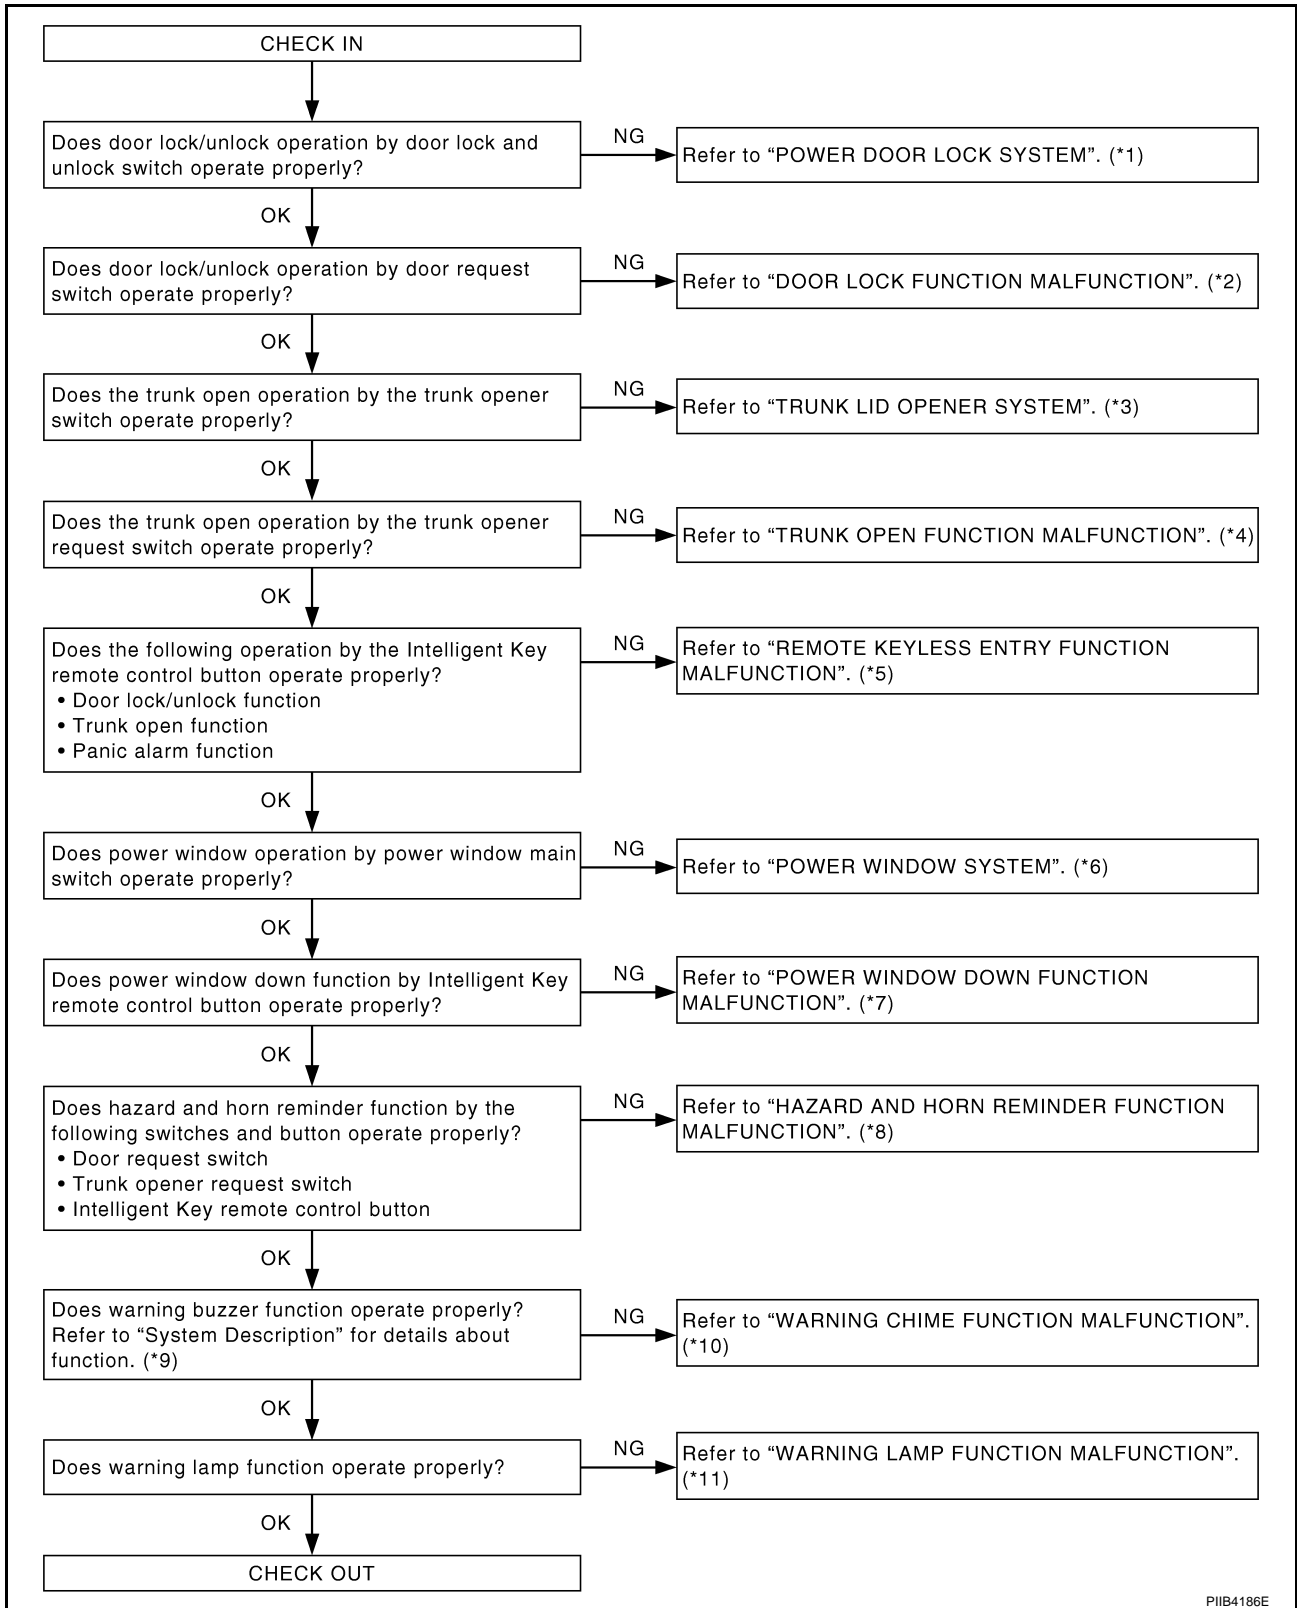 CHECK IN
Does door lock/unlock operation by door lock and
unlock switch operate properly?
NG
Refer to “POWER DOOR LOCK SYSTEM”. (*1)
OK
Does door lock/unlock operation by door request
switch operate properly?
NG
Refer to “DOOR LOCK FUNCTION MALFUNCTION”. (*2)
OK
Does the trunk open operation by the trunk opener
switch operate properly?
NG
Refer to “TRUNK LID OPENER SYSTEM”. (*3)
OK
Does the trunk open operation by the trunk opener
request switch operate properly?
NG
Refer to “TRUNK OPEN FUNCTION MALFUNCTION”. (*4)
OK
Does the following operation by the Intelligent Key
remote control button operate properly?
• Door lock/unlock function
• Trunk open function
• Panic alarm function
NG
Refer to “REMOTE KEYLESS ENTRY FUNCTION
MALFUNCTION”. (*5)
OK
Does power window operation by power window main
switch operate properly?
NG
Refer to “POWER WINDOW SYSTEM”. (*6)
OK
Does power window down function by Intelligent Key
remote control button operate properly?
NG
Refer to “POWER WINDOW DOWN FUNCTION
MALFUNCTION”. (*7)
OK
Does hazard and horn reminder function by the
following switches and button operate properly?
• Door request switch
• Trunk opener request switch
• Intelligent Key remote control button
NG
Refer to “HAZARD AND HORN REMINDER FUNCTION
MALFUNCTION”. (*8)
OK
Does warning buzzer function operate properly?
Refer to “System Description” for details about
function. (*9)
NG
Refer to “WARNING CHIME FUNCTION MALFUNCTION”.
(*10)
OK
Does warning lamp function operate properly?
NG
Refer to “WARNING LAMP FUNCTION MALFUNCTION”.
(*11)
OK
CHECK OUT
PIIB4186E